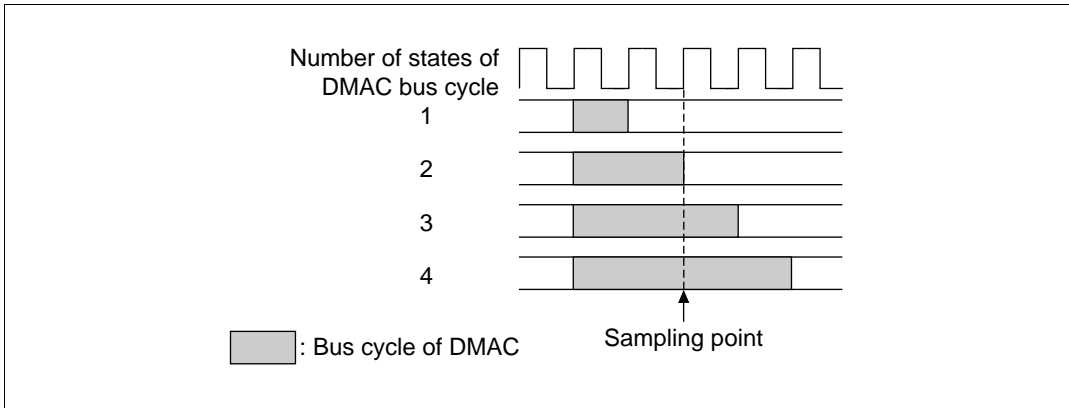 Number of states of
DMAC bus cycle
1
2
3
4
Sampling point
: Bus cycle of DMAC